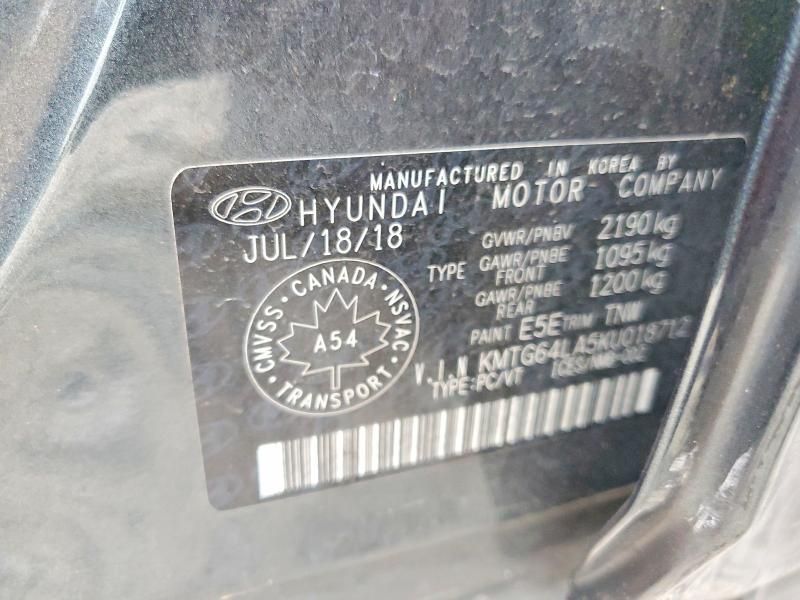 MANUFACTURED IN KOREA BY
HYUNDAI MOTOR COMPANY
JUL/18/18
TYPE
GVWR/PNBV 2190kg
GAWR/PNBE FRONT 1095kg
GAWR/PNBE REAR 1200kg
PAINT E5E TRIM TNW
V.I.N KMTG64LA5KU018712
TYPE:PC/VT
CMVSS · CANADA · NSVAC · TRANSPORT ·
A54